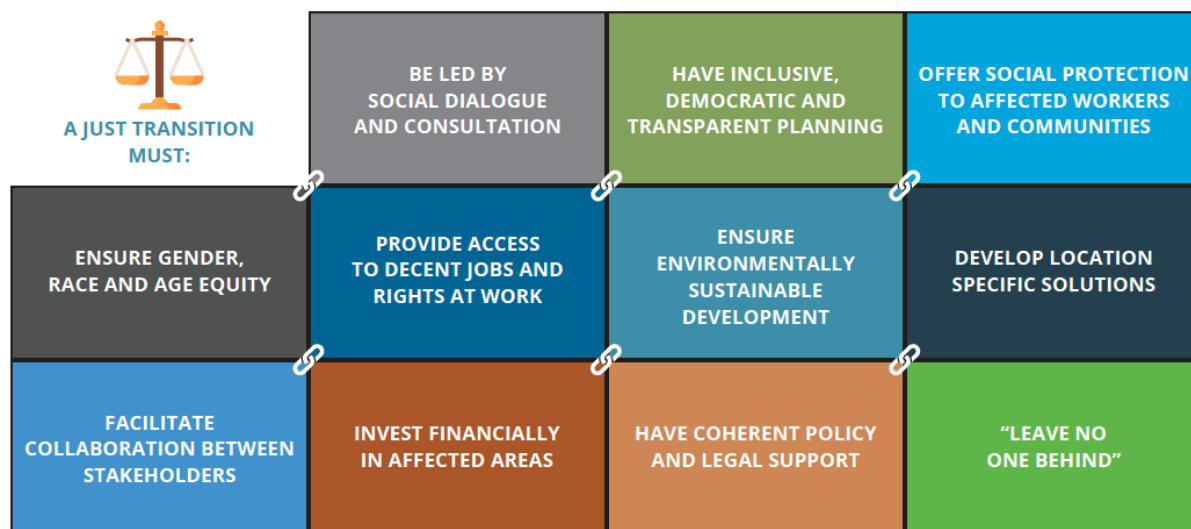 A JUST TRANSITION
MUST:
BE LED BY
SOCIAL DIALOGUE
AND CONSULTATION
HAVE INCLUSIVE,
DEMOCRATIC AND
TRANSPARENT PLANNING
OFFER SOCIAL PROTECTION
TO AFFECTED WORKERS
AND COMMUNITIES
ENSURE GENDER,
RACE AND AGE EQUITY
PROVIDE ACCESS
TO DECENT JOBS AND
RIGHTS AT WORK
ENSURE
ENVIRONMENTALLY
SUSTAINABLE
DEVELOPMENT
DEVELOP LOCATION
SPECIFIC SOLUTIONS
FACILITATE
COLLABORATION BETWEEN
STAKEHOLDERS
INVEST FINANCIALLY
IN AFFECTED AREAS
HAVE COHERENT POLICY
AND LEGAL SUPPORT
“LEAVE NO
ONE BEHIND”